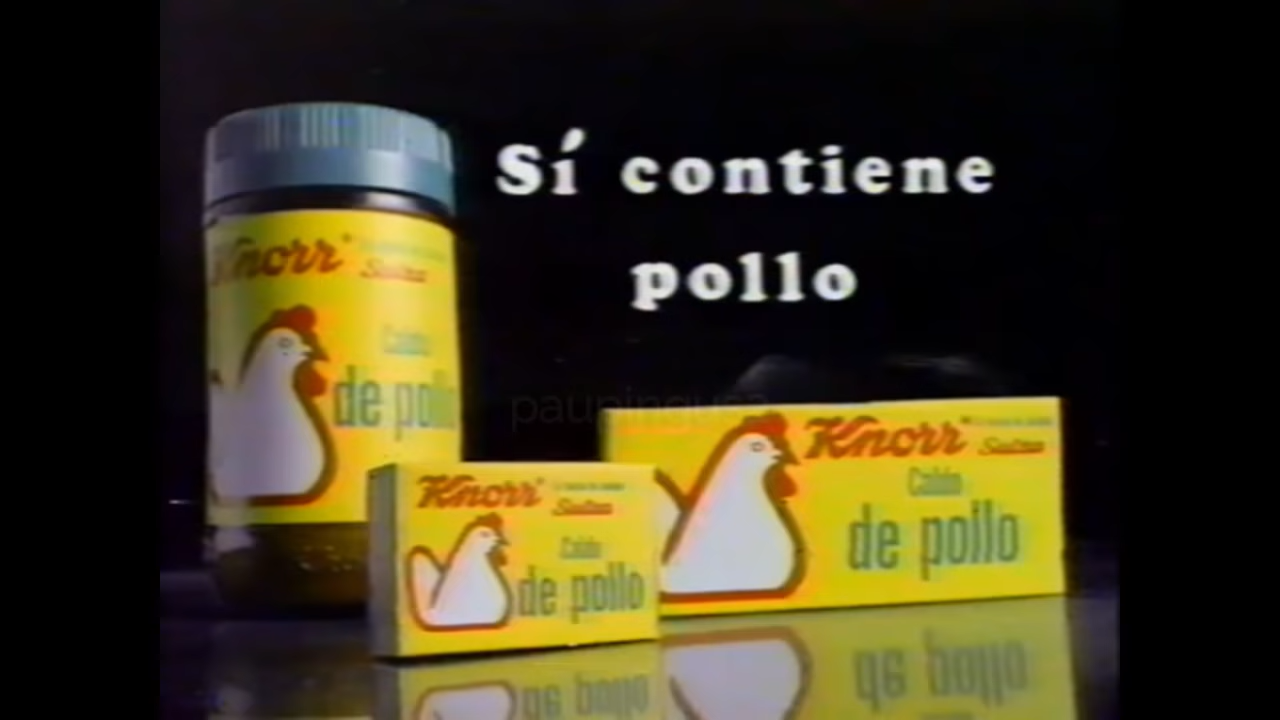 Sí contiene
pollo
Knorr
Suiza
Caldo
de pollo
Knorr
Suiza
Caldo
de pollo
Knorr
Suiza
Caldo
de pollo